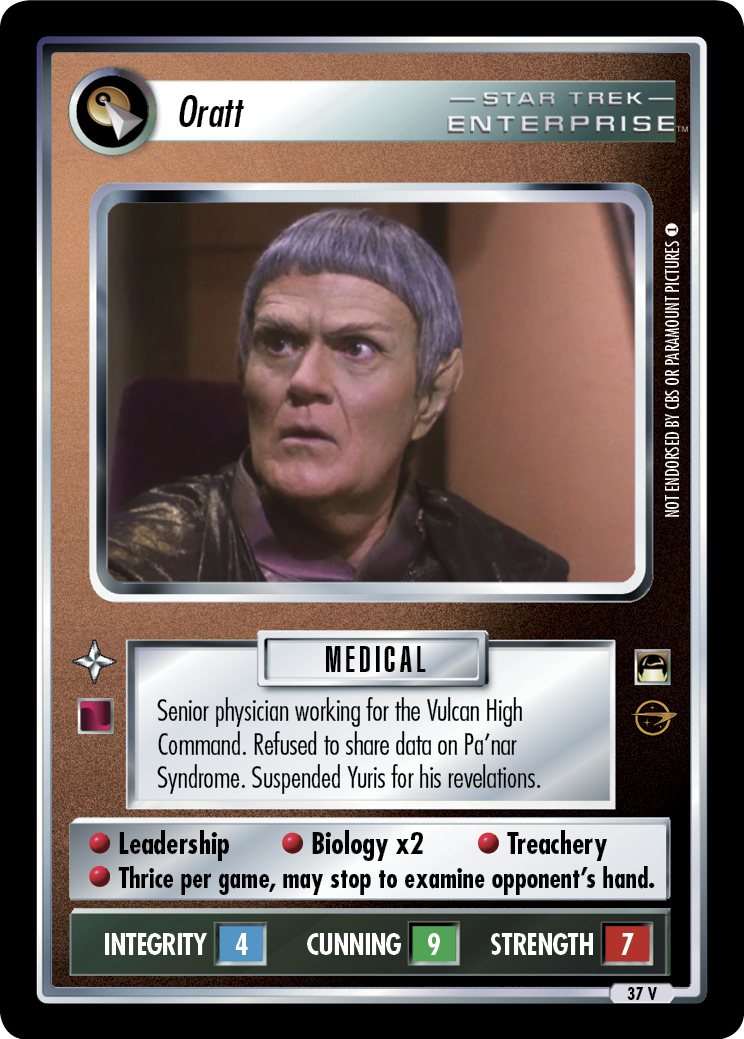 Oratt
STAR TREK
ENTERPRISE™
NOT ENDORSED BY CBS OR PARAMOUNT PICTURES 1
MEDICAL
Senior physician working for the Vulcan High
Command. Refused to share data on Pa'nar
Syndrome. Suspended Yuris for his revelations.
Leadership Biology x2 Treachery
Thrice per game, may stop to examine opponent's hand.
INTEGRITY 4 CUNNING 9 STRENGTH 7
37 V